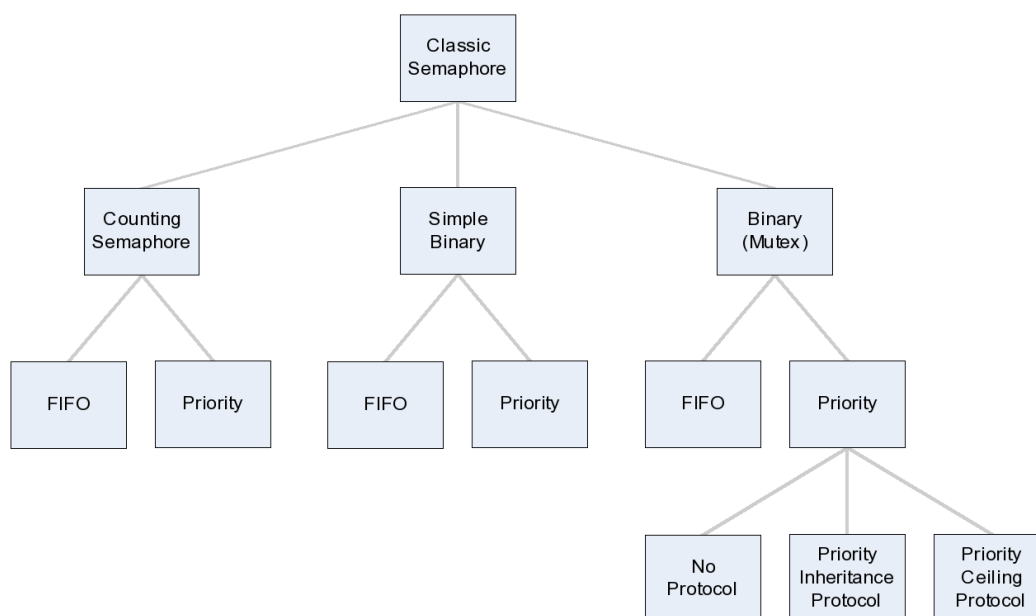 Classic
Semaphore
Counting
Semaphore
Simple
Binary
Binary
(Mutex)
FIFO
Priority
FIFO
Priority
FIFO
Priority
No
Protocol
Priority
Inheritance
Protocol
Priority
Ceiling
Protocol